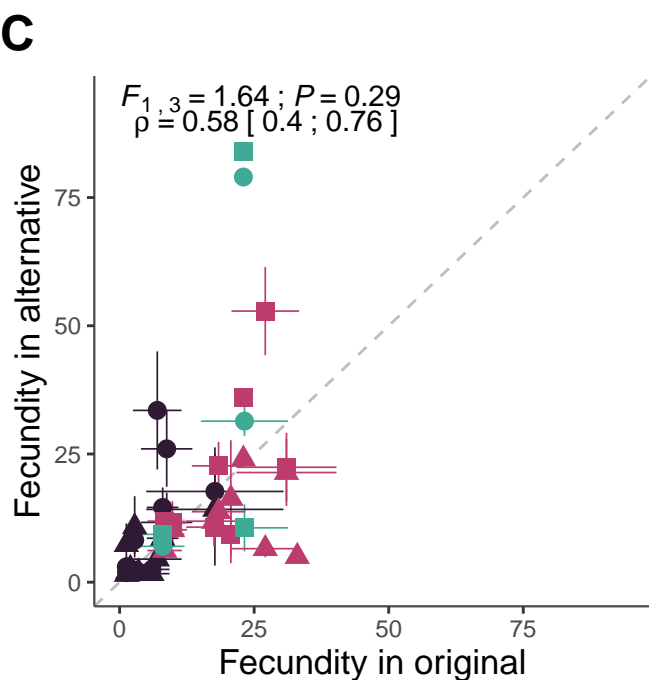 C
F1 , 3 = 1.64 ; P = 0.29
ρ = 0.58 [ 0.4 ; 0.76 ]
Fecundity in alternative
75
50
25
0
0 25 50 75
Fecundity in original